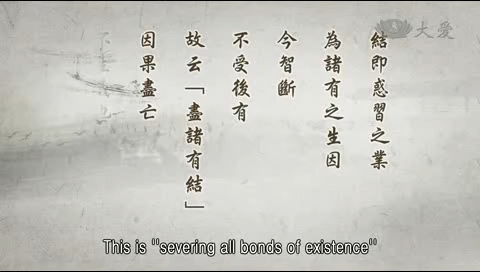 大愛
結即惑習之業
為諸有之生因
今智斷
不受後有
故云「盡諸有結」
因果盡亡
This is "severing all bonds of existence"